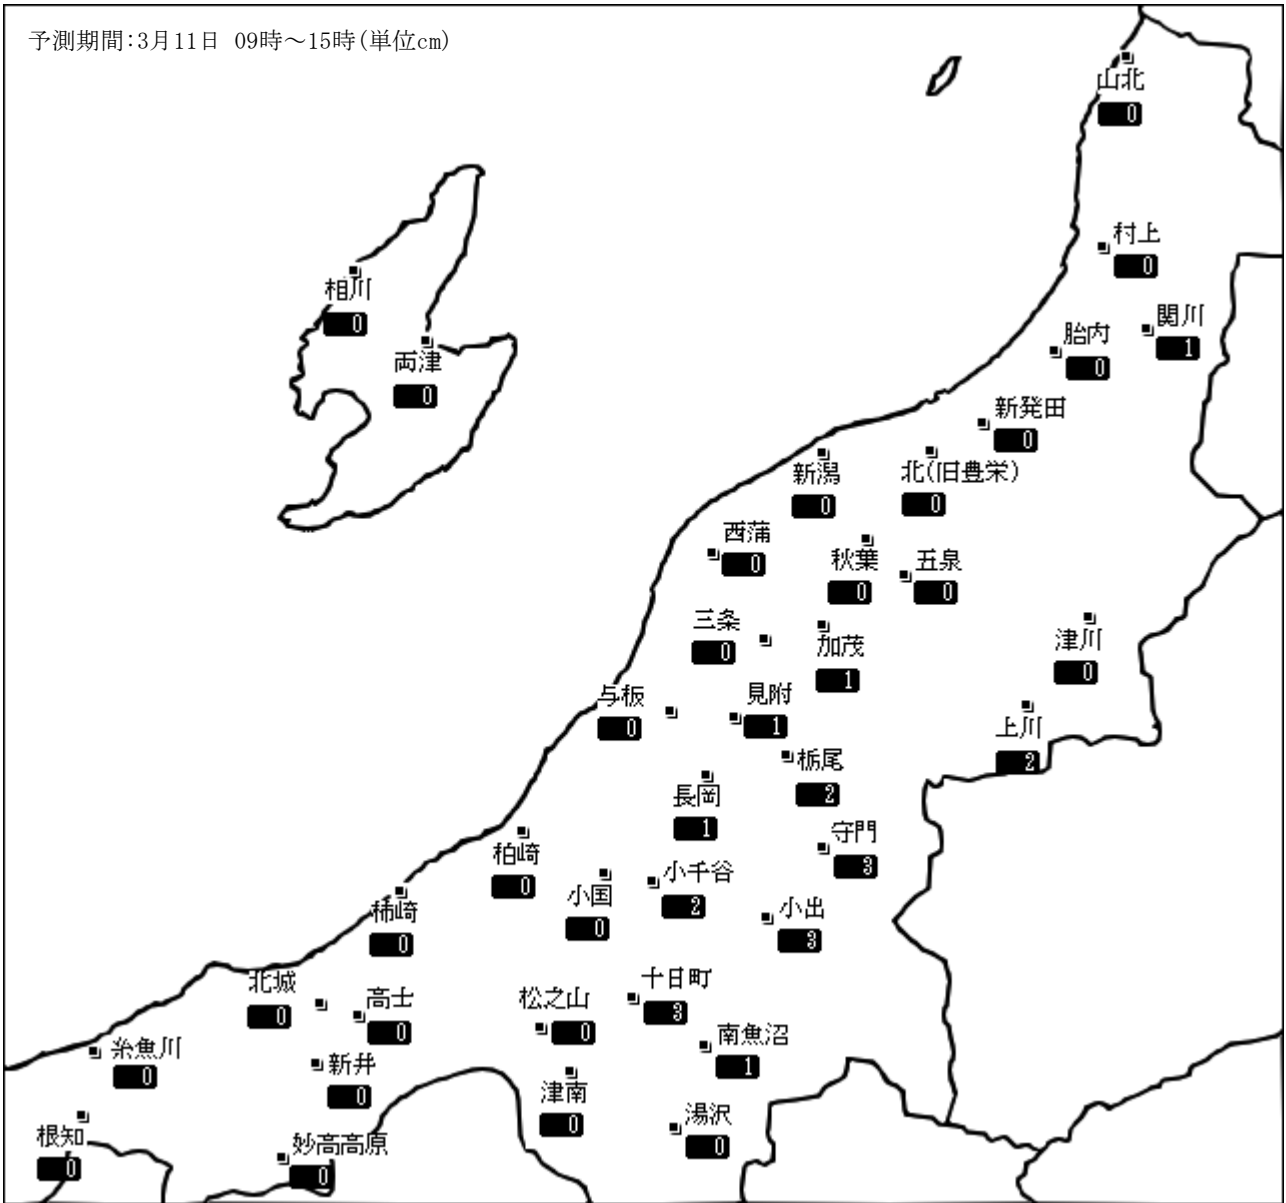 予測期間:3月11日 09時～15時(単位cm)
山北
0
村上
0
相川
0
関川
1
胎内
0
両津
0
新発田
0
新潟
0
北(旧豊栄)
0
西蒲
0
秋葉
0
五泉
0
三条
0
加茂
1
津川
0
与板
0
見附
1
上川
2
栃尾
2
長岡
1
守門
3
柏崎
0
小国
0
小千谷
2
小出
3
柿崎
0
北城
0
高士
0
松之山
0
十日町
3
南魚沼
1
糸魚川
0
新井
0
津南
0
湯沢
0
根知
0
妙高高原
0